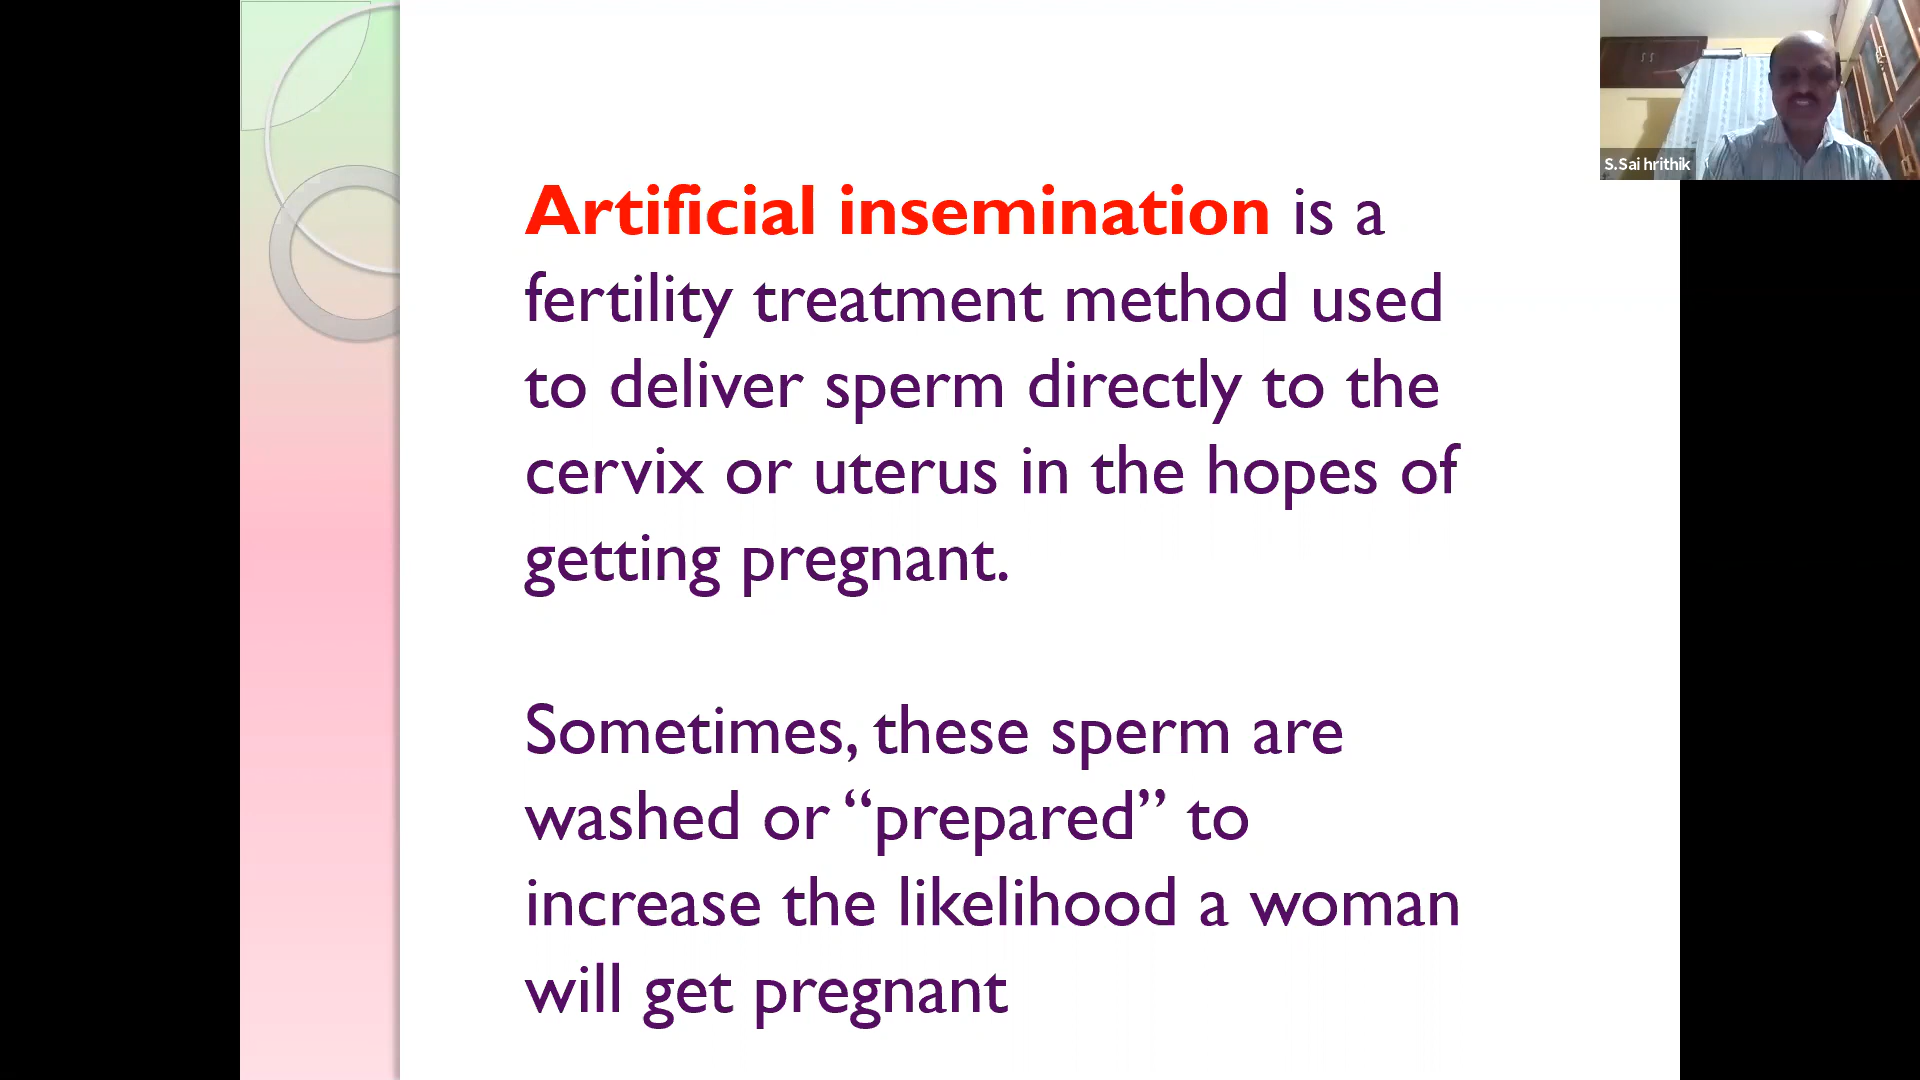 Artificial insemination is a
fertility treatment method used
to deliver sperm directly to the
cervix or uterus in the hopes of
getting pregnant.
Sometimes, these sperm are
washed or “prepared” to
increase the likelihood a woman
will get pregnant
S.Sai hrithik